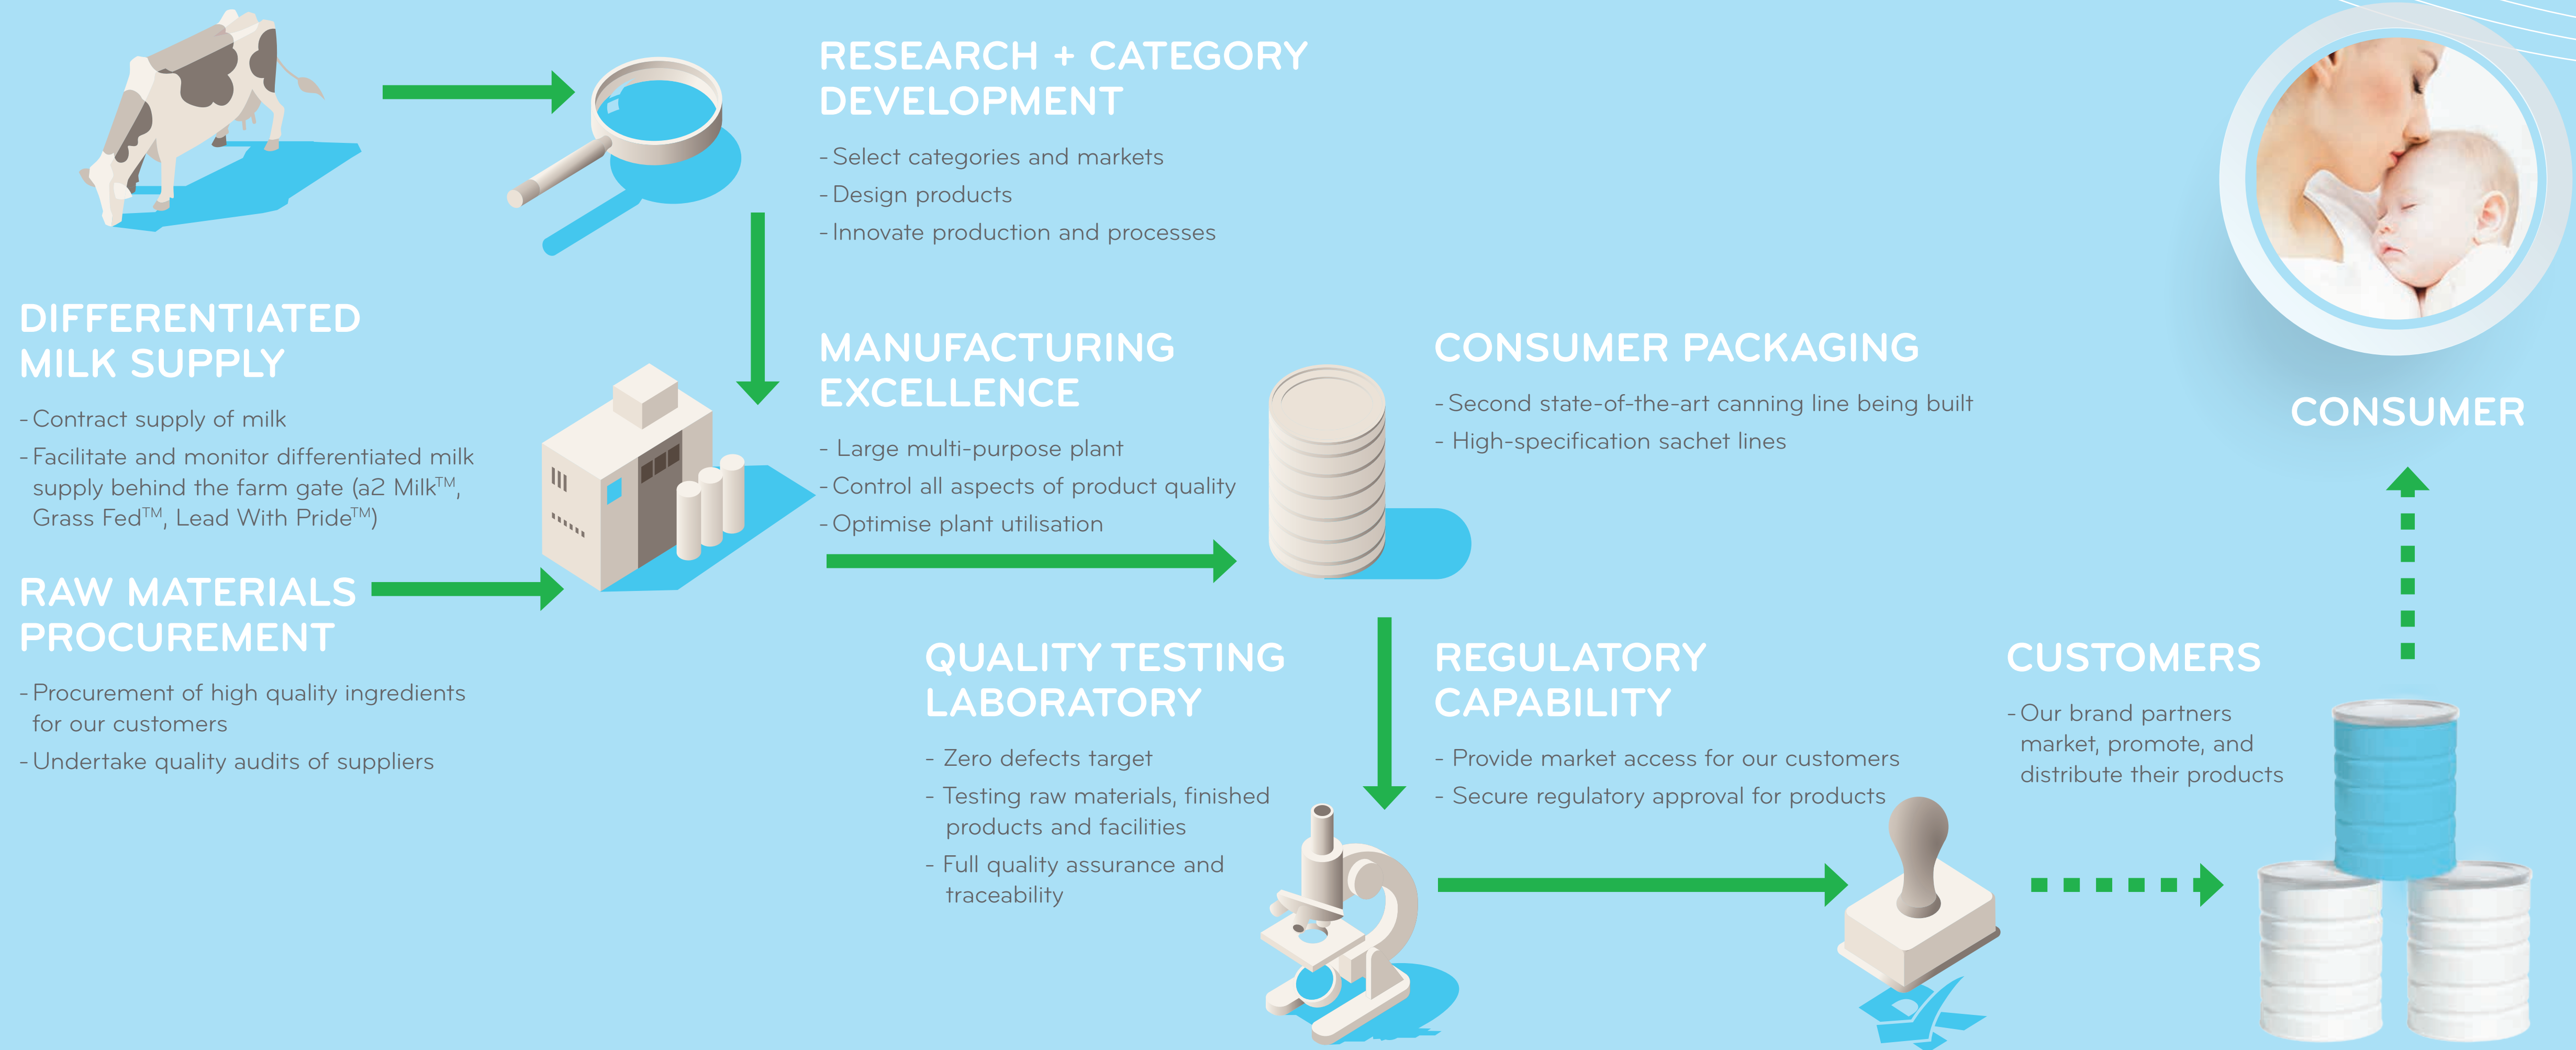 RESEARCH + CATEGORY
DEVELOPMENT
- Select categories and markets
- Design products
- Innovate production and processes
DIFFERENTIATED
MILK SUPPLY
- Contract supply of milk
- Facilitate and monitor differentiated milk
supply behind the farm gate (a2 Milk™,
Grass Fed™, Lead With Pride™)
RAW MATERIALS
PROCUREMENT
- Procurement of high quality ingredients
for our customers
- Undertake quality audits of suppliers
MANUFACTURING
EXCELLENCE
- Large multi-purpose plant
- Control all aspects of product quality
- Optimise plant utilisation
CONSUMER PACKAGING
- Second state-of-the-art canning line being built
- High-specification sachet lines
QUALITY TESTING
LABORATORY
- Zero defects target
- Testing raw materials, finished
products and facilities
- Full quality assurance and
traceability
REGULATORY
CAPABILITY
- Provide market access for our customers
- Secure regulatory approval for products
CUSTOMERS
- Our brand partners
market, promote, and
distribute their products
CONSUMER